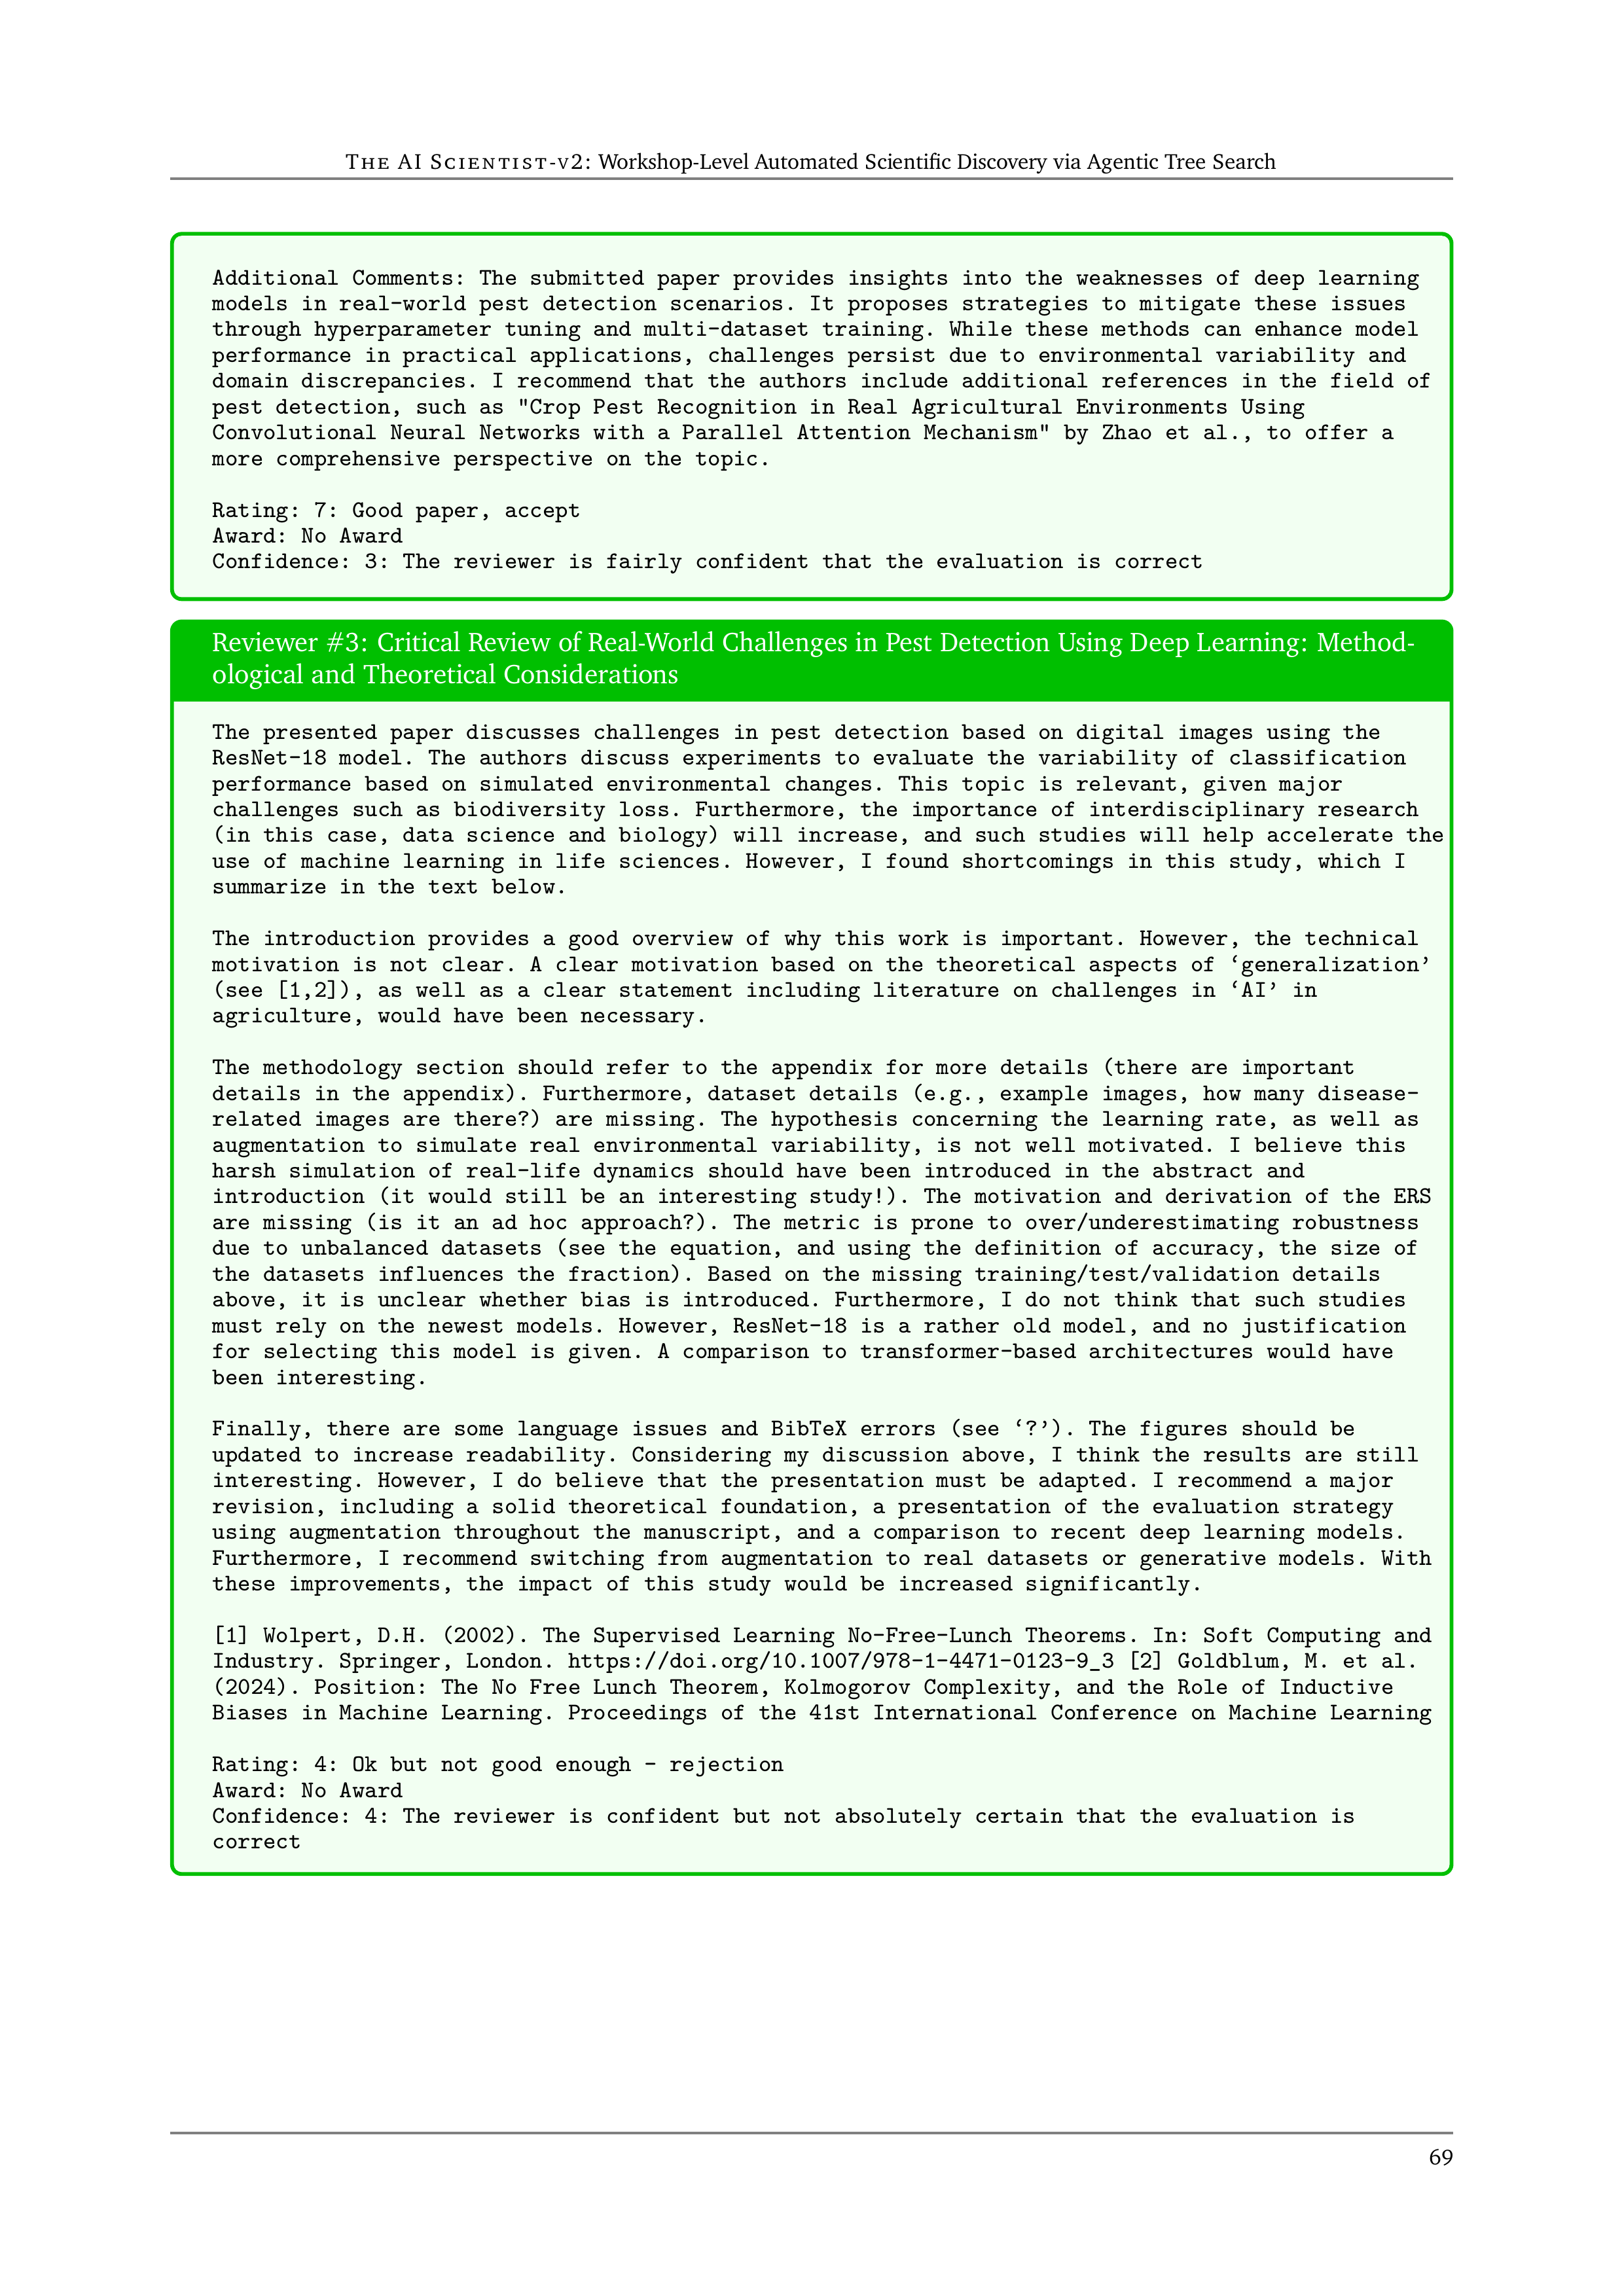 THE AI SCIENTIST-V2: Workshop-Level Automated Scientific Discovery via Agentic Tree Search
Additional Comments: The submitted paper provides insights into the weaknesses of deep learning
models in real-world pest detection scenarios. It proposes strategies to mitigate these issues
through hyperparameter tuning and multi-dataset training. While these methods can enhance model
performance in practical applications, challenges persist due to environmental variability and
domain discrepancies. I recommend that the authors include additional references in the field of
pest detection, such as "Crop Pest Recognition in Real Agricultural Environments Using
Convolutional Neural Networks with a Parallel Attention Mechanism" by Zhao et al., to offer a
more comprehensive perspective on the topic.
Rating: 7: Good paper, accept
Award: No Award
Confidence: 3: The reviewer is fairly confident that the evaluation is correct
Reviewer #3: Critical Review of Real-World Challenges in Pest Detection Using Deep Learning: Method-
ological and Theoretical Considerations
The presented paper discusses challenges in pest detection based on digital images using the
ResNet-18 model. The authors discuss experiments to evaluate the variability of classification
performance based on simulated environmental changes. This topic is relevant, given major
challenges such as biodiversity loss. Furthermore, the importance of interdisciplinary research
(in this case, data science and biology) will increase, and such studies will help accelerate the
use of machine learning in life sciences. However, I found shortcomings in this study, which I
summarize in the text below.
The introduction provides a good overview of why this work is important. However, the technical
motivation is not clear. A clear motivation based on the theoretical aspects of ‘generalization’
(see [1,2]), as well as a clear statement including literature on challenges in ‘AI’ in
agriculture, would have been necessary.
The methodology section should refer to the appendix for more details (there are important
details in the appendix). Furthermore, dataset details (e.g., example images, how many disease-
related images are there?) are missing. The hypothesis concerning the learning rate, as well as
augmentation to simulate real environmental variability, is not well motivated. I believe this
harsh simulation of real-life dynamics should have been introduced in the abstract and
introduction (it would still be an interesting study!). The motivation and derivation of the ERS
are missing (is it an ad hoc approach?). The metric is prone to over/underestimating robustness
due to unbalanced datasets (see the equation, and using the definition of accuracy, the size of
the datasets influences the fraction). Based on the missing training/test/validation details
above, it is unclear whether bias is introduced. Furthermore, I do not think that such studies
must rely on the newest models. However, ResNet-18 is a rather old model, and no justification
for selecting this model is given. A comparison to transformer-based architectures would have
been interesting.
Finally, there are some language issues and BibTeX errors (see ‘?’). The figures should be
updated to increase readability. Considering my discussion above, I think the results are still
interesting. However, I do believe that the presentation must be adapted. I recommend a major
revision, including a solid theoretical foundation, a presentation of the evaluation strategy
using augmentation throughout the manuscript, and a comparison to recent deep learning models.
Furthermore, I recommend switching from augmentation to real datasets or generative models. With
these improvements, the impact of this study would be increased significantly.
[1] Wolpert, D.H. (2002). The Supervised Learning No-Free-Lunch Theorems. In: Soft Computing and
Industry. Springer, London. https://doi.org/10.1007/978-1-4471-0123-9_3 [2] Goldblum, M. et al.
(2024). Position: The No Free Lunch Theorem, Kolmogorov Complexity, and the Role of Inductive
Biases in Machine Learning. Proceedings of the 41st International Conference on Machine Learning
Rating: 4: Ok but not good enough - rejection
Award: No Award
Confidence: 4: The reviewer is confident but not absolutely certain that the evaluation is
correct
69